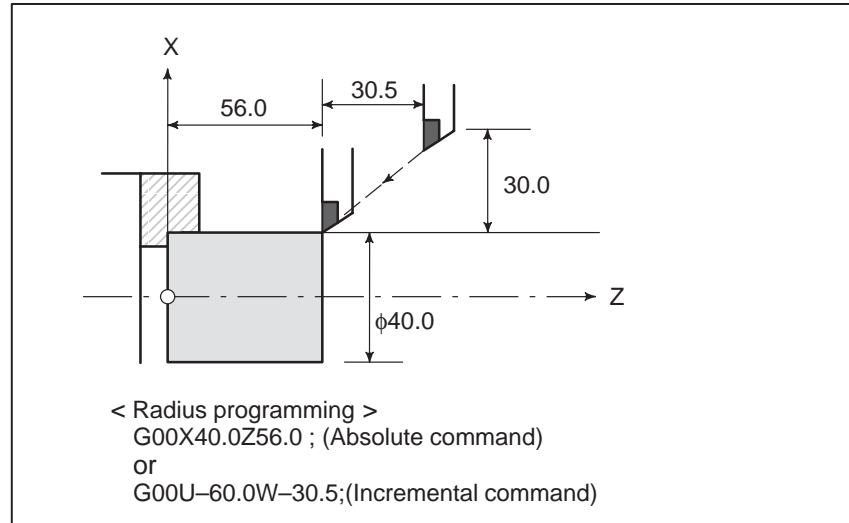 X
30.5
56.0
30.0
Z
ϕ40.0
< Radius programming >
G00X40.0Z56.0 ; (Absolute command)
or
G00U–60.0W–30.5;(Incremental command)